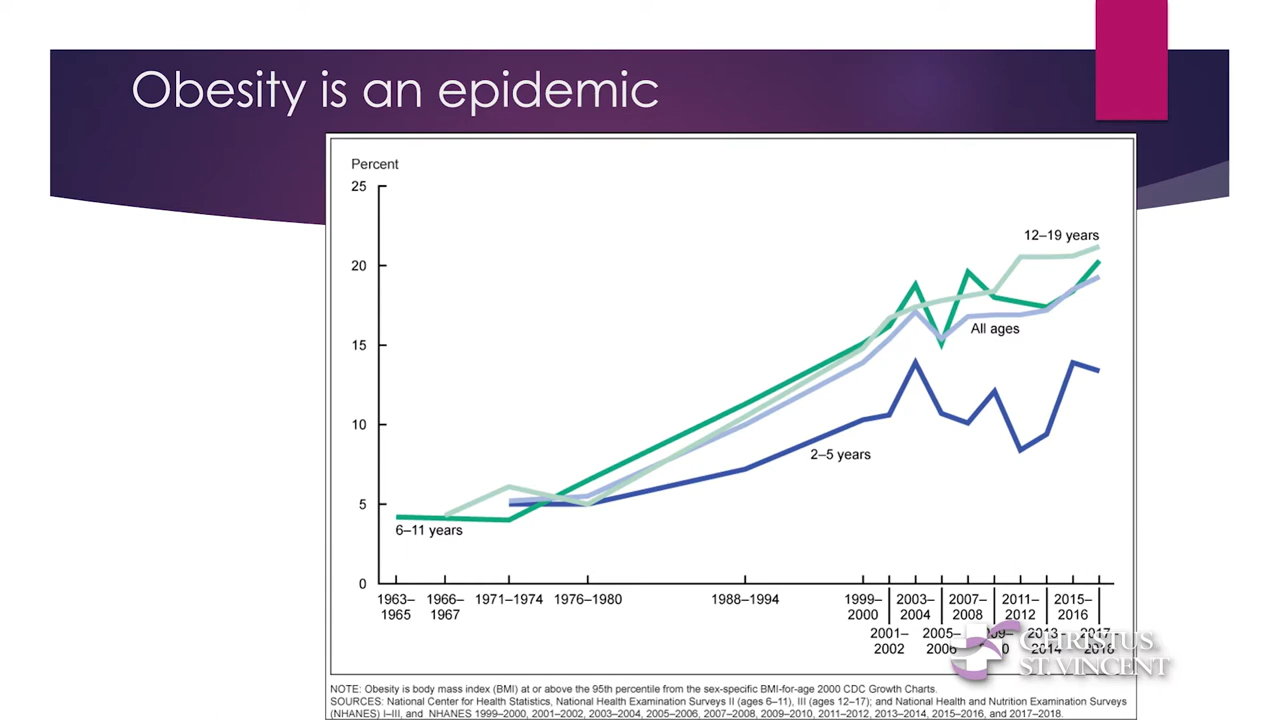 Obesity is an epidemic
Percent
25
20
15
10
5
0
12–19 years
All ages
2–5 years
6–11 years
1963– 1966– 1971–1974 1976–1980 1988–1994 1999– 2003– 2007– 2011– 2015–
1965 1967 2000 2004 2008 2012 2016
2001– 2005– 2013– 2017–
2002 2006 2014 2018
CHRISTUS.
ST. VINCENT
NOTE: Obesity is body mass index (BMI) at or above the 95th percentile from the sex-specific BMI-for-age 2000 CDC Growth Charts.
SOURCES: National Center for Health Statistics, National Health Examination Surveys II (ages 6–11), III (ages 12–17); and National Health and Nutrition Examination Surveys
(NHANES) I–III, and NHANES 1999–2000, 2001–2002, 2003–2004, 2005–2006, 2007–2008, 2009–2010, 2011–2012, 2013–2014, 2015–2016, and 2017–2018.